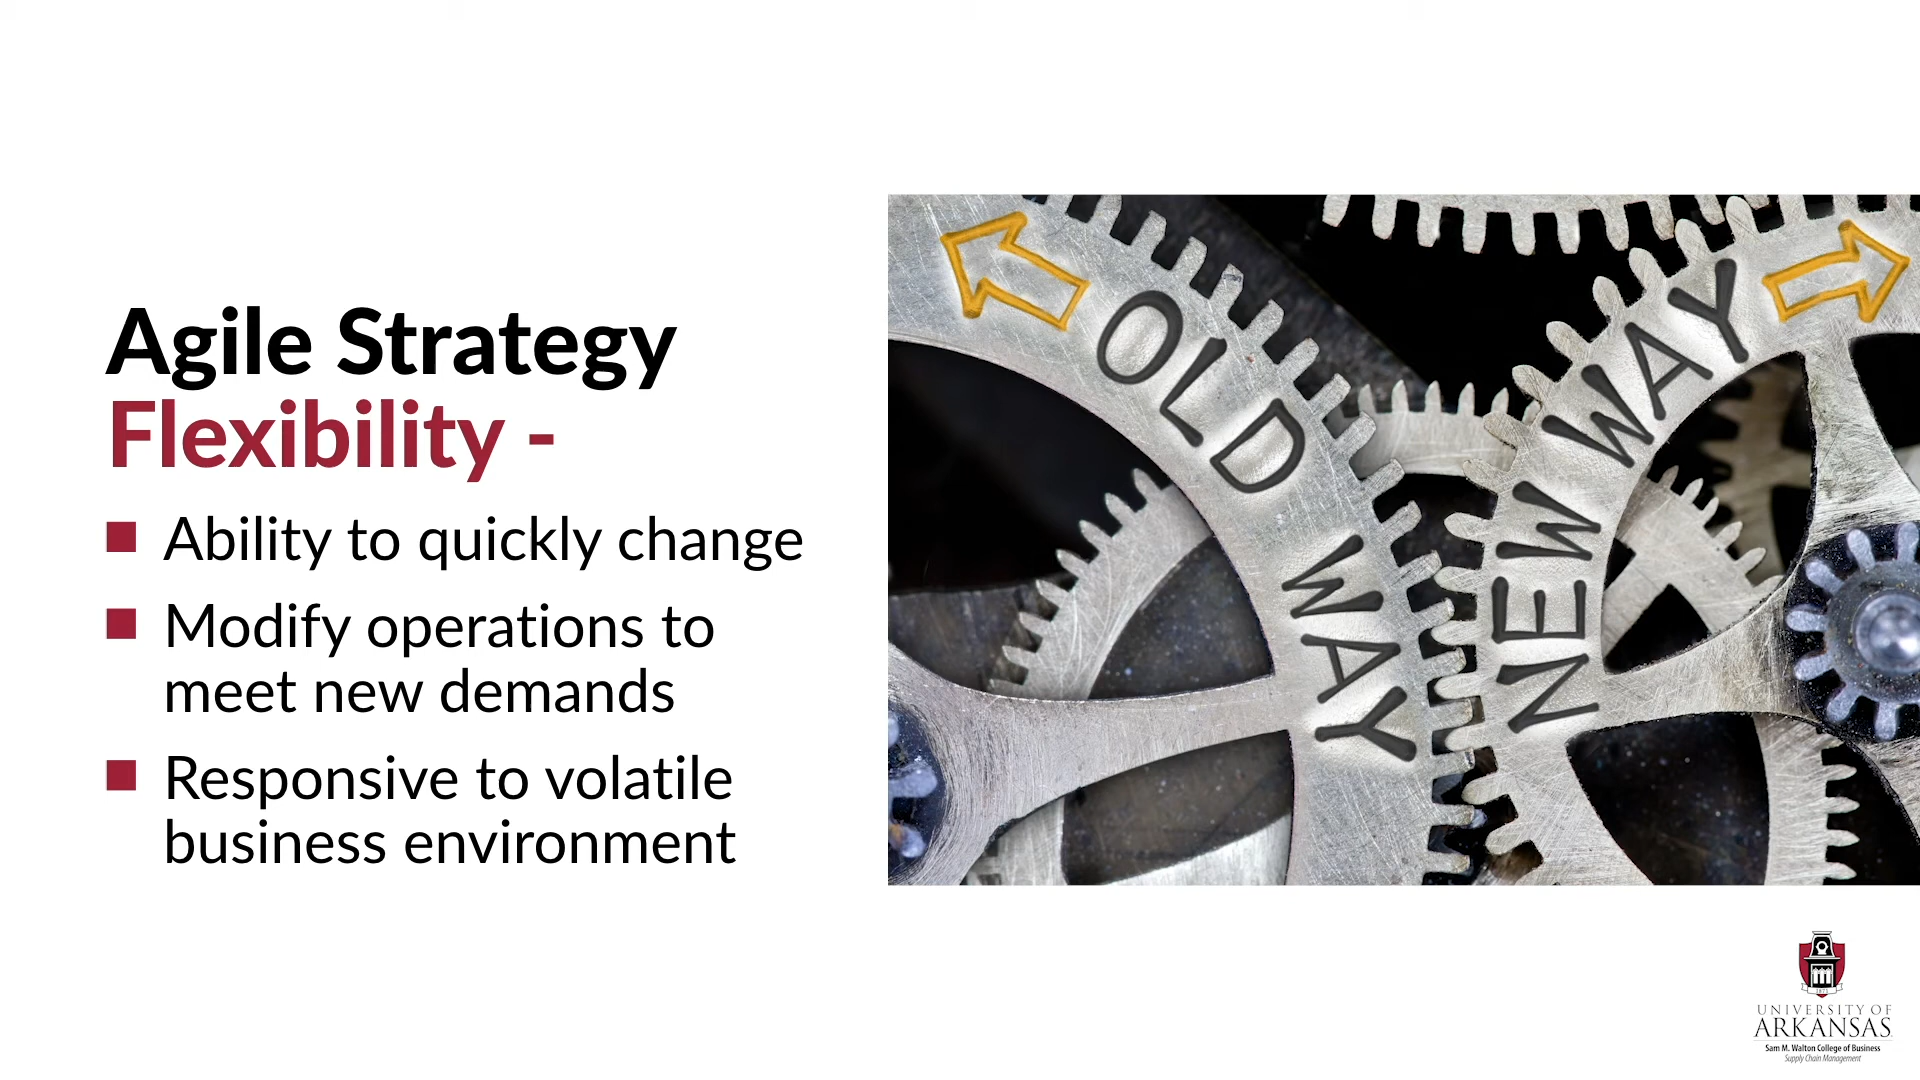 Agile Strategy
Flexibility -
Ability to quickly change
Modify operations to
meet new demands
Responsive to volatile
business environment
OLD WAY
NEW WAY
1871
UNIVERSITY OF
ARKANSAS
Sam M. Walton College of Business
Supply Chain Management